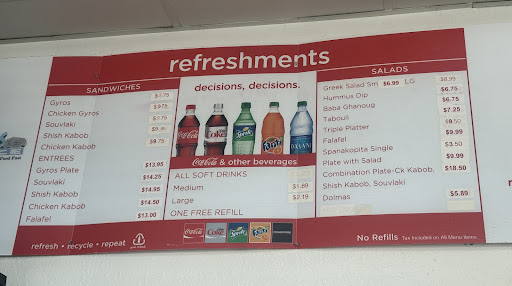 refreshments
SANDWICHES
Gyros
Chicken Gyros
Souvlaki
Shish Kabob
Chicken Kabob
ENTREES
Gyros Plate $13.95
Souvlaki $14.25
Shish Kabob $14.95
Chicken Kabob $14.50
Falafel $13.00
refresh • recycle • repeat
decisions, decisions.
Coca-Cola & other beverages
ALL SOFT DRINKS
Medium $1.89
Large $2.19
ONE FREE REFILL
SALADS
Greek Salad Sm $6.99 LG $8.99
Hummus Dip $6.75
Baba Ghanoug $7.25
Tabouli
Triple Platter $9.99
Falafel $3.50
Spanakopita Single $9.99
Plate with Salad $18.50
Combination Plate-Ck Kabob,
Shish Kabob, Souvlaki
Dolmas $5.89
No Refills Tax Included on All Menu Items